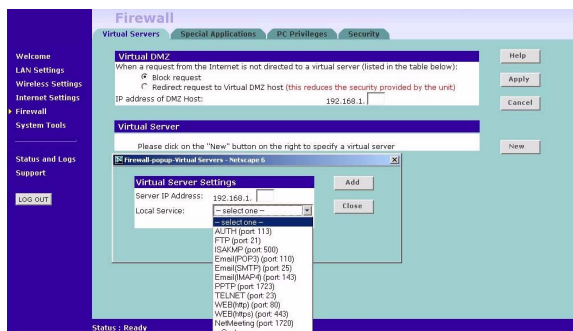 Firewall
Virtual Servers Special Applications PC Privileges Security
Welcome
LAN Settings
Wireless Settings
Internet Settings
Firewall
System Tools
Status and Logs
Support
LOG OUT
Virtual DMZ
When a request from the Internet is not directed to a virtual server (listed in the table below):
Block request
Redirect request to Virtual DMZ host (this reduces the security provided by the unit)
IP address of DMZ Host: 192.168.1.
Help
Apply
Cancel
Virtual Server
Please click on the "New" button on the right to specify a virtual server
New
Firewall-popup-Virtual Servers - Netscape 6
Virtual Server Settings
Server IP Address: 192.168.1.
Local Service: -- select one --
Add
Close
-- select one --
AUTH (port 113)
FTP (port 21)
ISAKMP (port 500)
Email(POP3) (port 110)
Email(SMTP) (port 25)
Email(IMAP4) (port 143)
PPTP (port 1723)
TELNET (port 23)
WEB(http) (port 80)
WEB(https) (port 443)
NetMeeting (port 1720)
Status : Ready